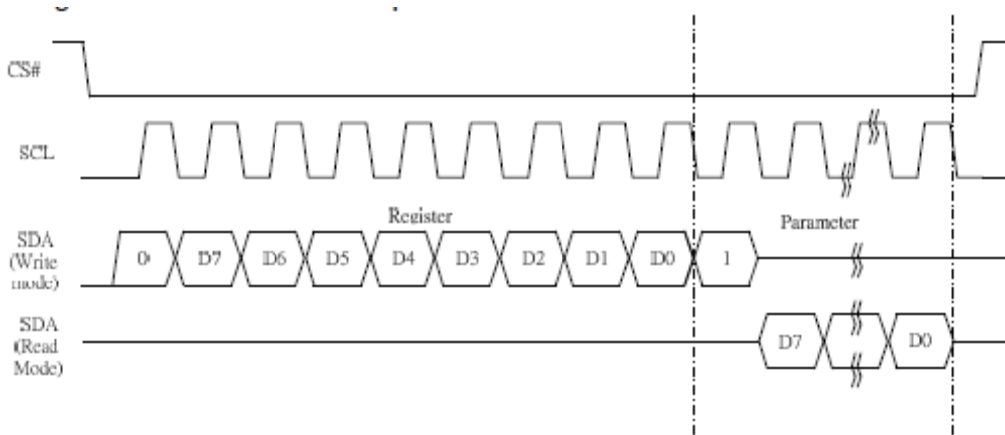 CS#
SCL
Register
Parameter
SDA
(Write
mode)
0 D7 D6 D5 D4 D3 D2 D1 D0 1
SDA
(Read
Mode)
D7 D0